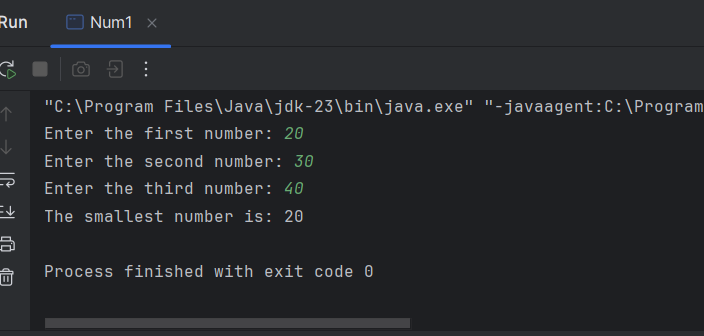 Run Num1
"C:\Program Files\Java\jdk-23\bin\java.exe" "-javaagent:C:\Program
Enter the first number: 20
Enter the second number: 30
Enter the third number: 40
The smallest number is: 20
Process finished with exit code 0